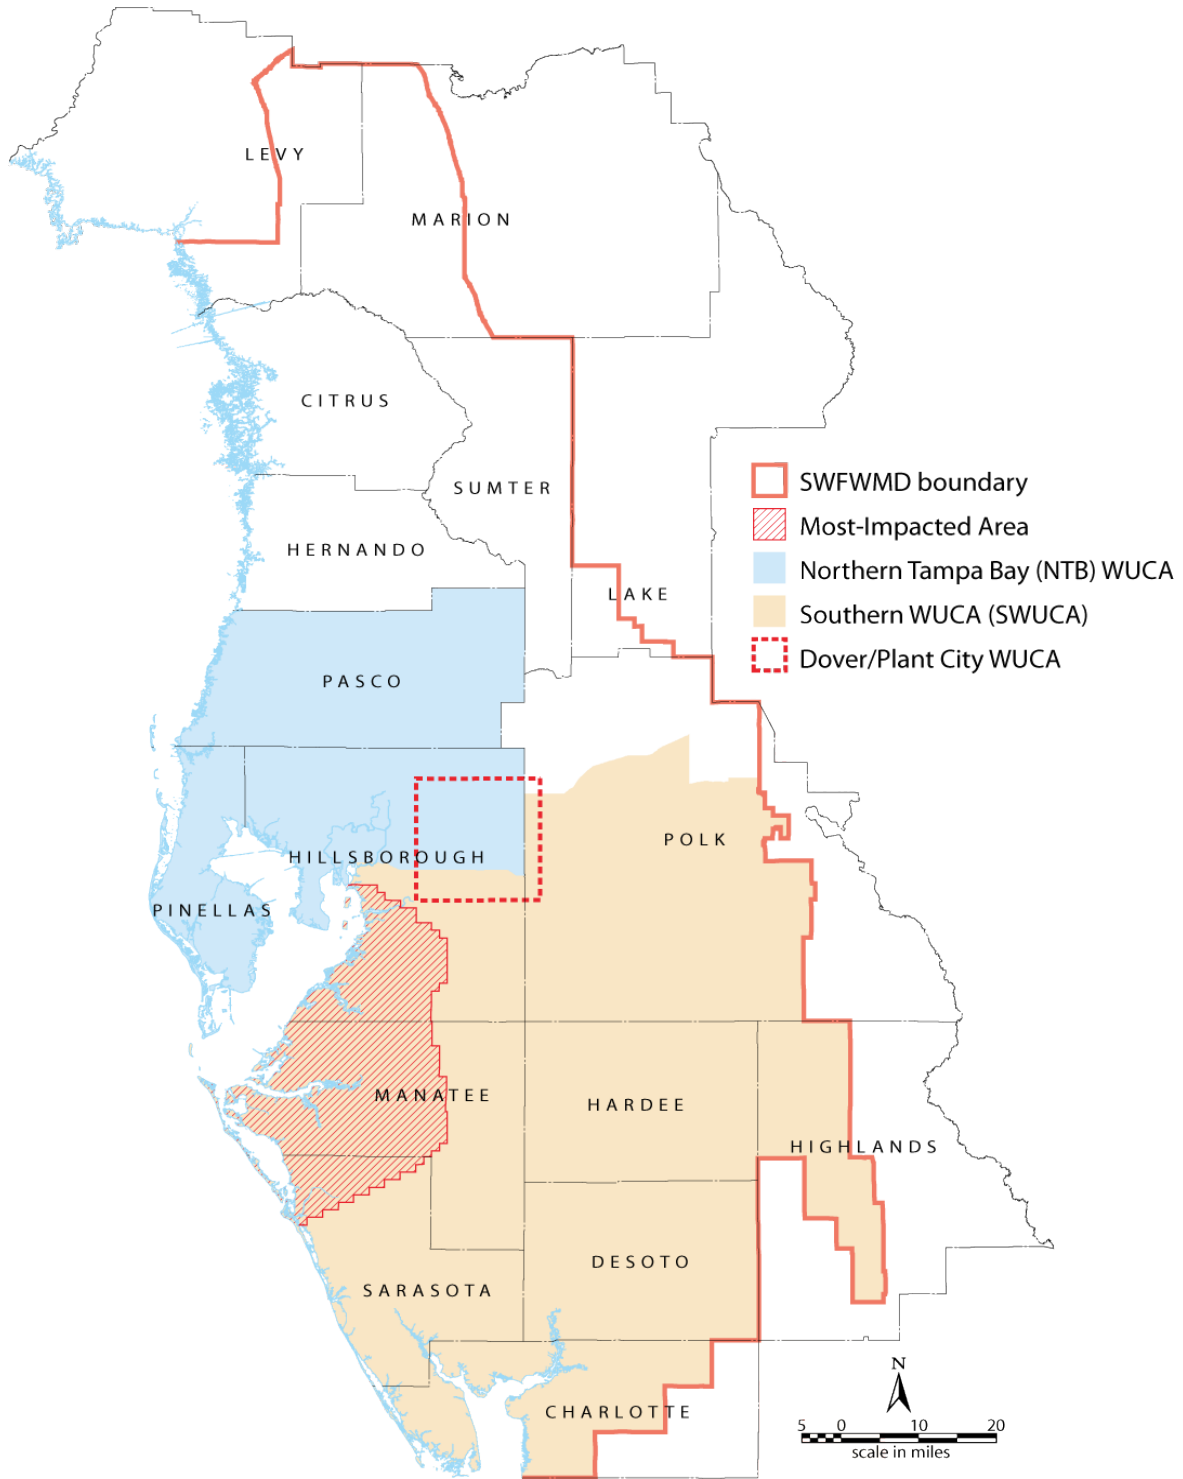 LEVY
MARION
CITRUS
SUMTER
SWFWMD boundary
Most-Impacted Area
HERNANDO
Northern Tampa Bay (NTB) WUCA
LAKE
Southern WUCA (SWUCA)
Dover/Plant City WUCA
PASCO
POLK
HILLSBOROUGH
PINELLAS
MANATEE
HARDEE
HIGHLANDS
DESOTO
SARASOTA
CHARLOTTE
N
5 0 10 20
scale in miles